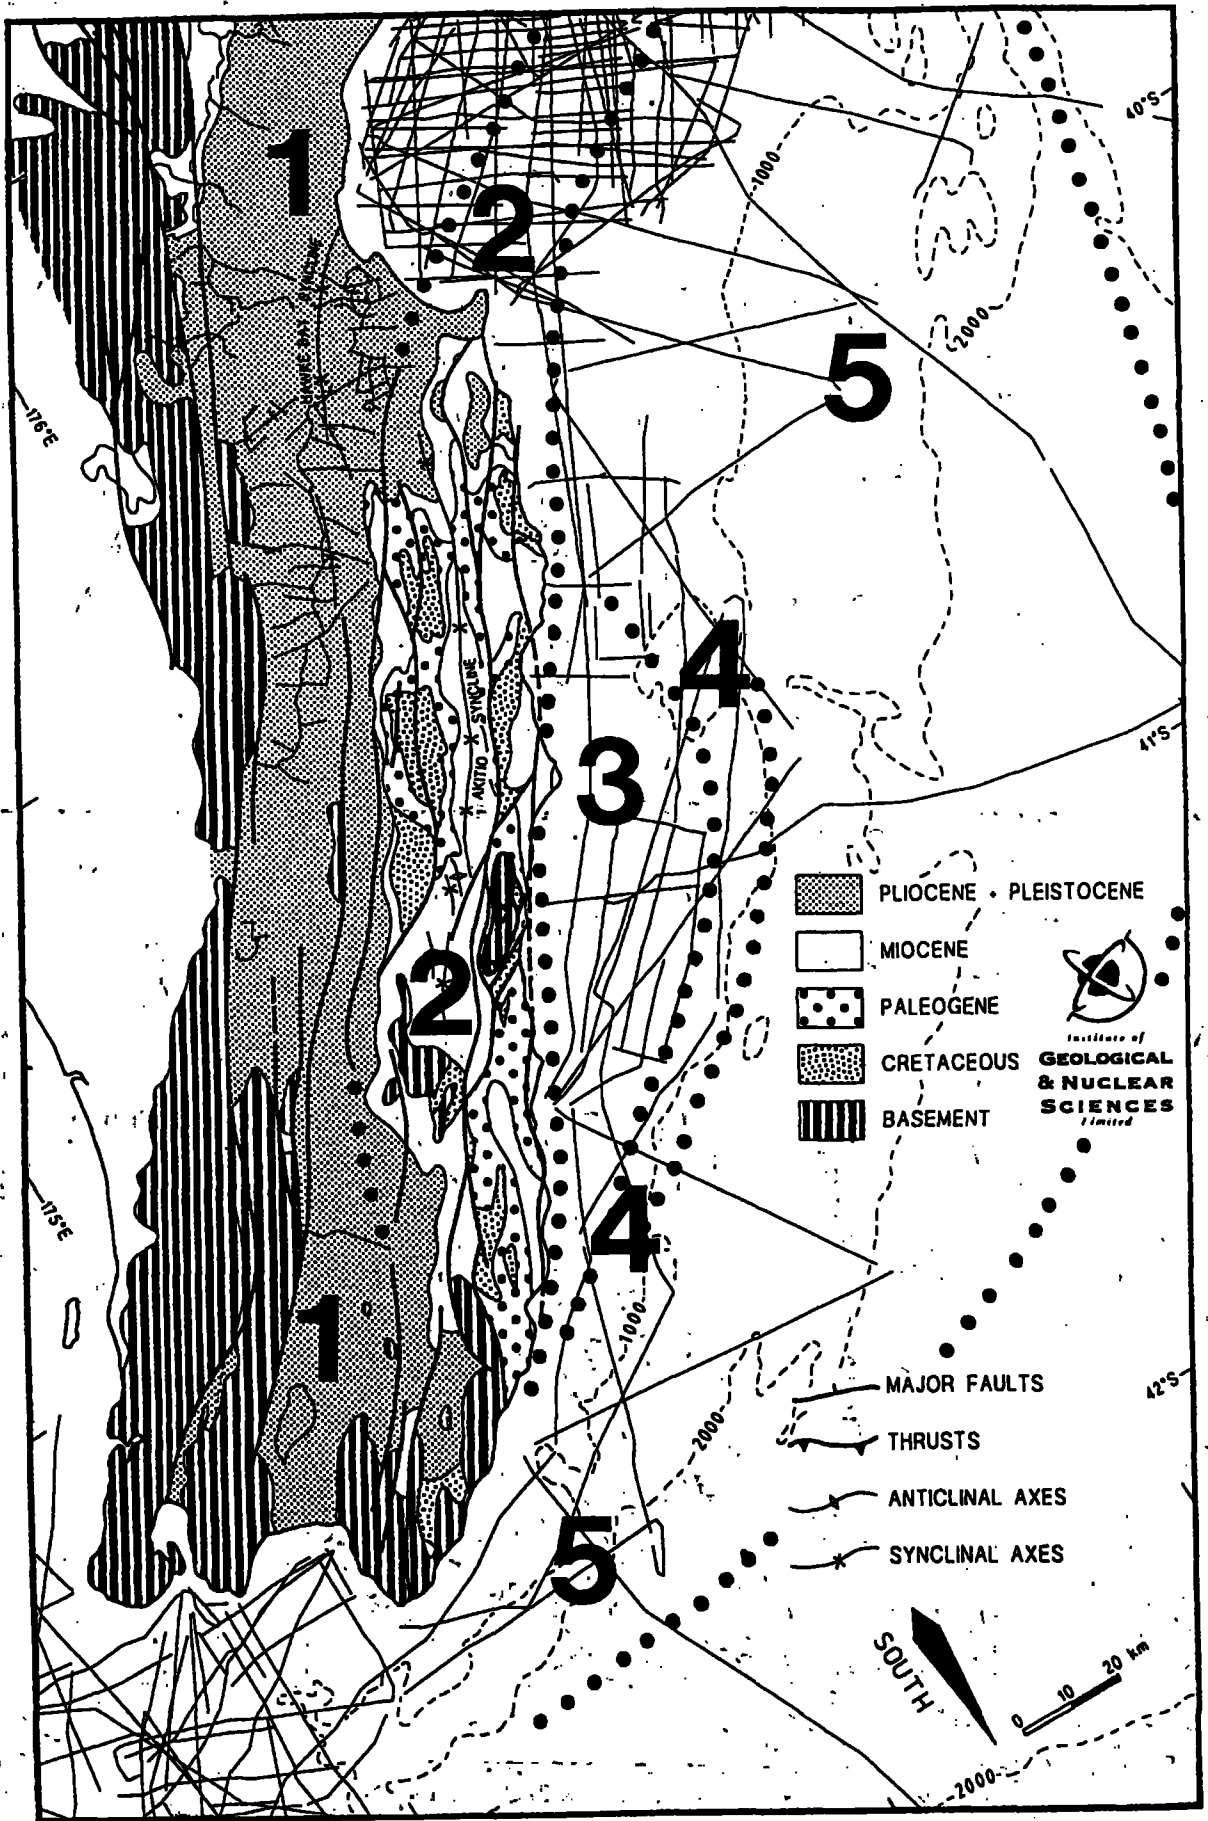 40°S
1
1000
2
SYNCLINE
2000
5
176°E
4
SYNCLINE
AKITIO
41°S
3
PLIOCENE + PLEISTOCENE
MIOCENE
PALEOGENE
CRETACEOUS
BASEMENT
Institute of
GEOLOGICAL
& NUCLEAR
SCIENCES
Limited
2
175°E
4
1000
1
42°S
MAJOR FAULTS
2000
THRUSTS
ANTICLINAL AXES
SYNCLINAL AXES
5
SOUTH
0 10 20 km
2000